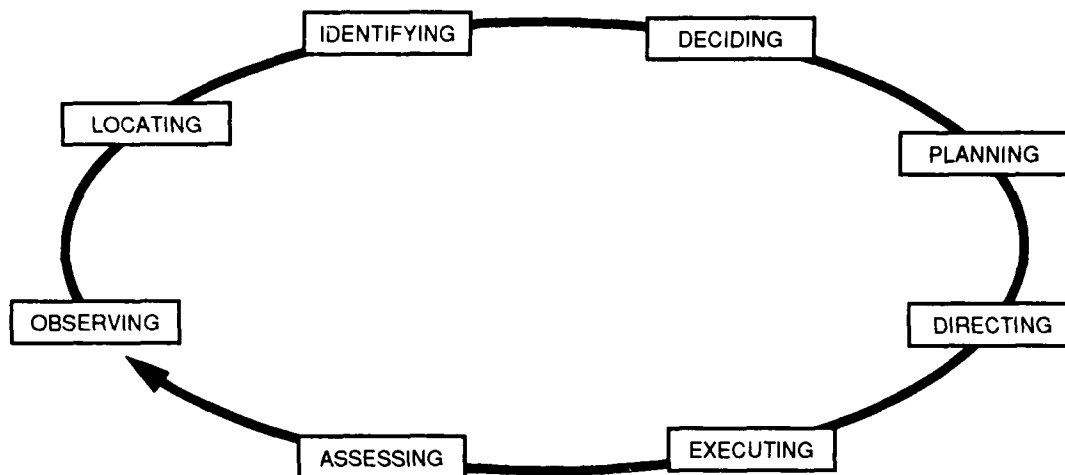 IDENTIFYING
DECIDING
LOCATING
PLANNING
OBSERVING
DIRECTING
EXECUTING
ASSESSING